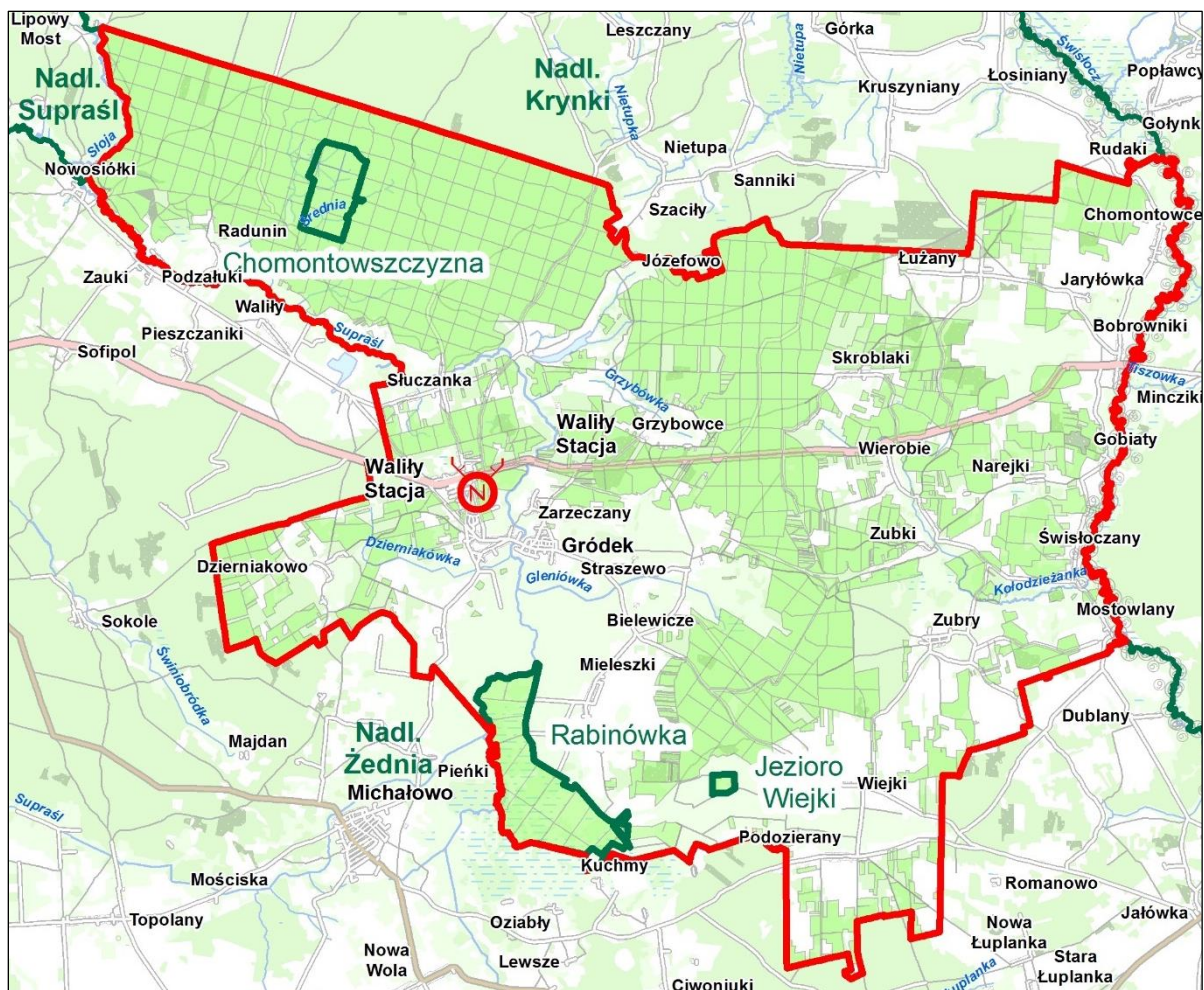 Lipowy
Most
Leszczany
Górka
Świsłocz
Nadl.
Supraśl
Nadl.
Krynki
Nietupa
Łosiniany
Popławcy
Kruszyniany
Nietupka
Gołynk
Słoja
Nowosiółki
Nietupa
Rudaki
Sanniki
Średnia
Szaciły
Chomontowce
Radunin
Chomontowszczyzna
Józefowo
Łużany
Zauki
Podzałuki
Jaryłówka
Waliły
Pieszczaniki
Supraśl
Bobrowniki
Sofipol
Skroblaki
Słuczanka
Grzybówka
Mincziki
Waliły
Stacja
Grzybowce
Wierobie
Gobiaty
Waliły
Stacja
N
Narejki
Zarzeczany
Zubki
Świsłoczany
Dzierniakówka
Gródek
Dzierniakowo
Straszewo
Gleniówka
Kołodzieżanka
Sokole
Bielewicze
Zubry
Mostowlany
Świniobródka
Mieleszki
Majdan
Nadl.
Żednia
Rabinówka
Dublany
Pieńki
Michałowo
Jezioro
Wiejki
Wiejki
Supraśl
Podozierany
Kuchmy
Mościska
Romanowo
Topolany
Oziabły
Jałówka
Nowa
Łuplanka
Nowa
Wola
Lewsze
Stara
Łuplanka
Łuplanka
Ciwoniuki